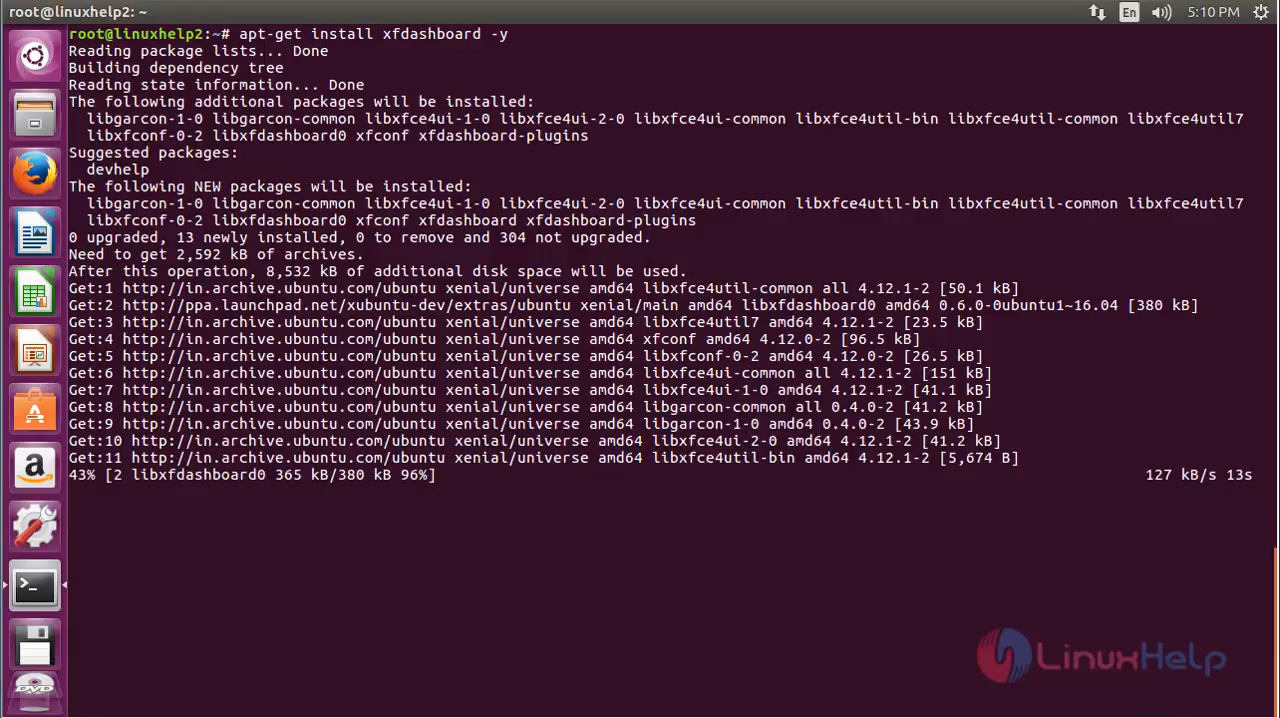 root@linuxhelp2: ~
En
5:10 PM
root@linuxhelp2:~# apt-get install xfdashboard -y
Reading package lists... Done
Building dependency tree
Reading state information... Done
The following additional packages will be installed:
  libgarcon-1-0 libgarcon-common libxfce4ui-1-0 libxfce4ui-2-0 libxfce4ui-common libxfce4util-bin libxfce4util-common libxfce4util7
  libxfconf-0-2 libxfdashboard0 xfconf xfdashboard-plugins
Suggested packages:
  devhelp
The following NEW packages will be installed:
  libgarcon-1-0 libgarcon-common libxfce4ui-1-0 libxfce4ui-2-0 libxfce4ui-common libxfce4util-bin libxfce4util-common libxfce4util7
  libxfconf-0-2 libxfdashboard0 xfconf xfdashboard xfdashboard-plugins
0 upgraded, 13 newly installed, 0 to remove and 304 not upgraded.
Need to get 2,592 kB of archives.
After this operation, 8,532 kB of additional disk space will be used.
Get:1 http://in.archive.ubuntu.com/ubuntu xenial/universe amd64 libxfce4util-common all 4.12.1-2 [50.1 kB]
Get:2 http://ppa.launchpad.net/xubuntu-dev/extras/ubuntu xenial/main amd64 libxfdashboard0 amd64 0.6.0-0ubuntu1~16.04 [380 kB]
Get:3 http://in.archive.ubuntu.com/ubuntu xenial/universe amd64 libxfce4util7 amd64 4.12.1-2 [23.5 kB]
Get:4 http://in.archive.ubuntu.com/ubuntu xenial/universe amd64 xfconf amd64 4.12.0-2 [96.5 kB]
Get:5 http://in.archive.ubuntu.com/ubuntu xenial/universe amd64 libxfconf-0-2 amd64 4.12.0-2 [26.5 kB]
Get:6 http://in.archive.ubuntu.com/ubuntu xenial/universe amd64 libxfce4ui-common all 4.12.1-2 [151 kB]
Get:7 http://in.archive.ubuntu.com/ubuntu xenial/universe amd64 libxfce4ui-1-0 amd64 4.12.1-2 [41.1 kB]
Get:8 http://in.archive.ubuntu.com/ubuntu xenial/universe amd64 libgarcon-common all 0.4.0-2 [41.2 kB]
Get:9 http://in.archive.ubuntu.com/ubuntu xenial/universe amd64 libgarcon-1-0 amd64 0.4.0-2 [43.9 kB]
Get:10 http://in.archive.ubuntu.com/ubuntu xenial/universe amd64 libxfce4ui-2-0 amd64 4.12.1-2 [41.2 kB]
Get:11 http://in.archive.ubuntu.com/ubuntu xenial/universe amd64 libxfce4util-bin amd64 4.12.1-2 [5,674 B]
43% [2 libxfdashboard0 365 kB/380 kB 96%] 127 kB/s 13s
a
>_
DVD
LinuxHelp